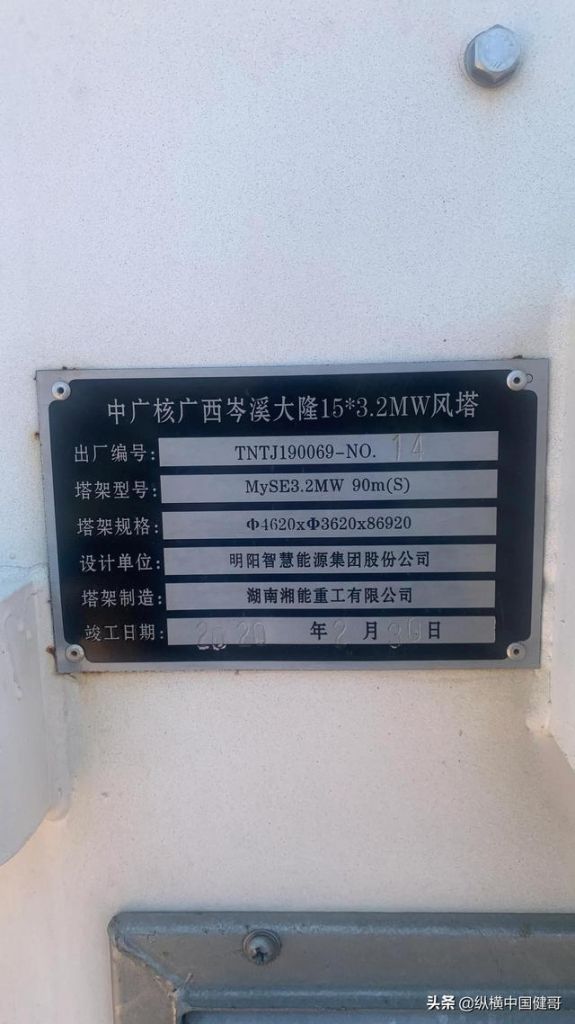 中广核广西岑溪大隆15*3.2MW风塔
出厂编号: TNTJ190069-NO. 14
塔架型号: MySE3.2MW 90m(S)
塔架规格: Φ4620xΦ3620x86920
设计单位: 明阳智慧能源集团股份公司
塔架制造: 湖南湘能重工有限公司
竣工日期: 2020 年 2 月 30 日
头条 @纵横中国健哥